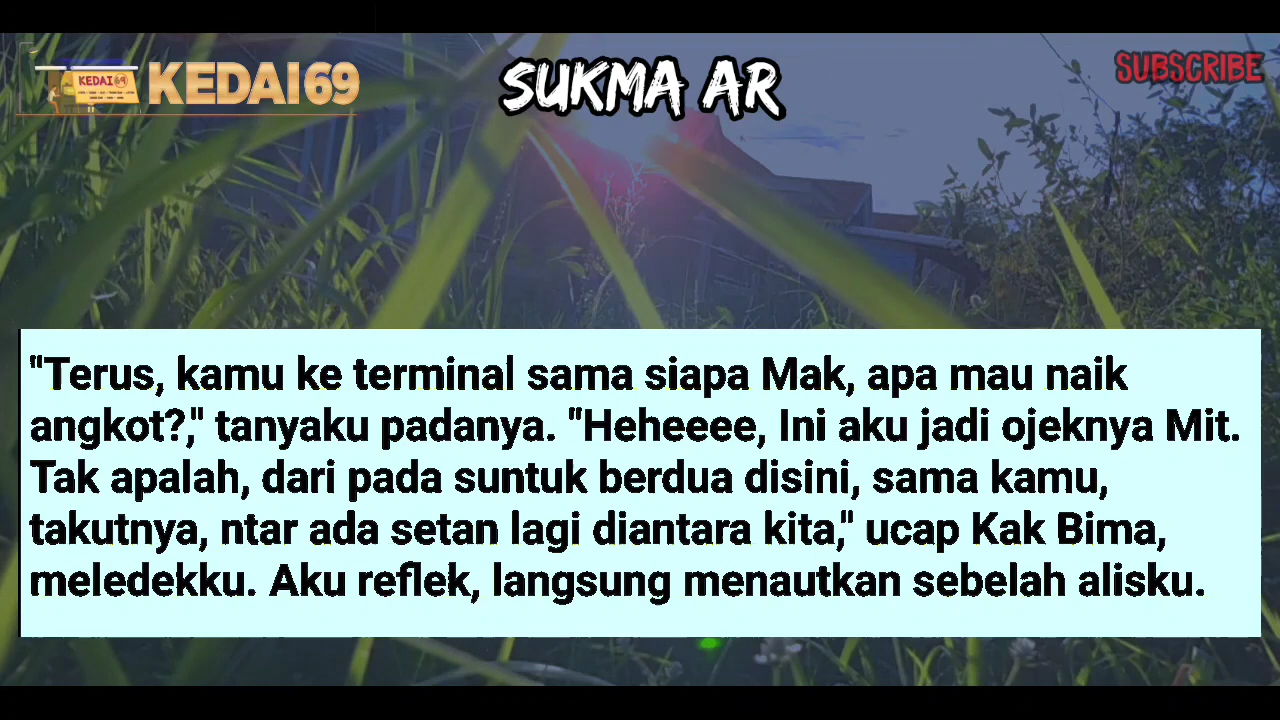 KEDAI69
KEDAI 69
SUKMA AR
SUBSCRIBE
"Terus, kamu ke terminal sama siapa Mak, apa mau naik
angkot?," tanyaku padanya. "Heheeee, Ini aku jadi ojeknya Mit.
Tak apalah, dari pada suntuk berdua disini, sama kamu,
takutnya, ntar ada setan lagi diantara kita," ucap Kak Bima,
meledekku. Aku reflek, langsung menautkan sebelah alisku.